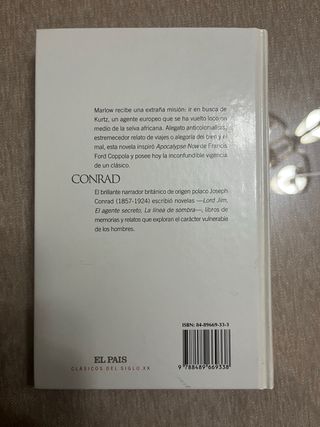 Marlow recibe una extraña misión: ir en busca de
Kurtz, un agente europeo que se ha vuelto loco en
medio de la selva africana. Alegato anticolonialista,
estremecedor relato de viajes o alegoría del bien y el
mal, esta novela inspiró Apocalypse Now de Francis
Ford Coppola y posee hoy la inconfundible vigencia
de un clásico.
CONRAD
El brillante narrador británico de origen polaco Joseph
Conrad (1857-1924) escribió novelas —Lord Jim,
El agente secreto, La línea de sombra—, libros de
memorias y relatos que exploran el carácter vulnerable
de los hombres.
ISBN: 84-89669-33-3
9 788489 669338
EL PAIS
CLÁSICOS DEL SIGLO XX